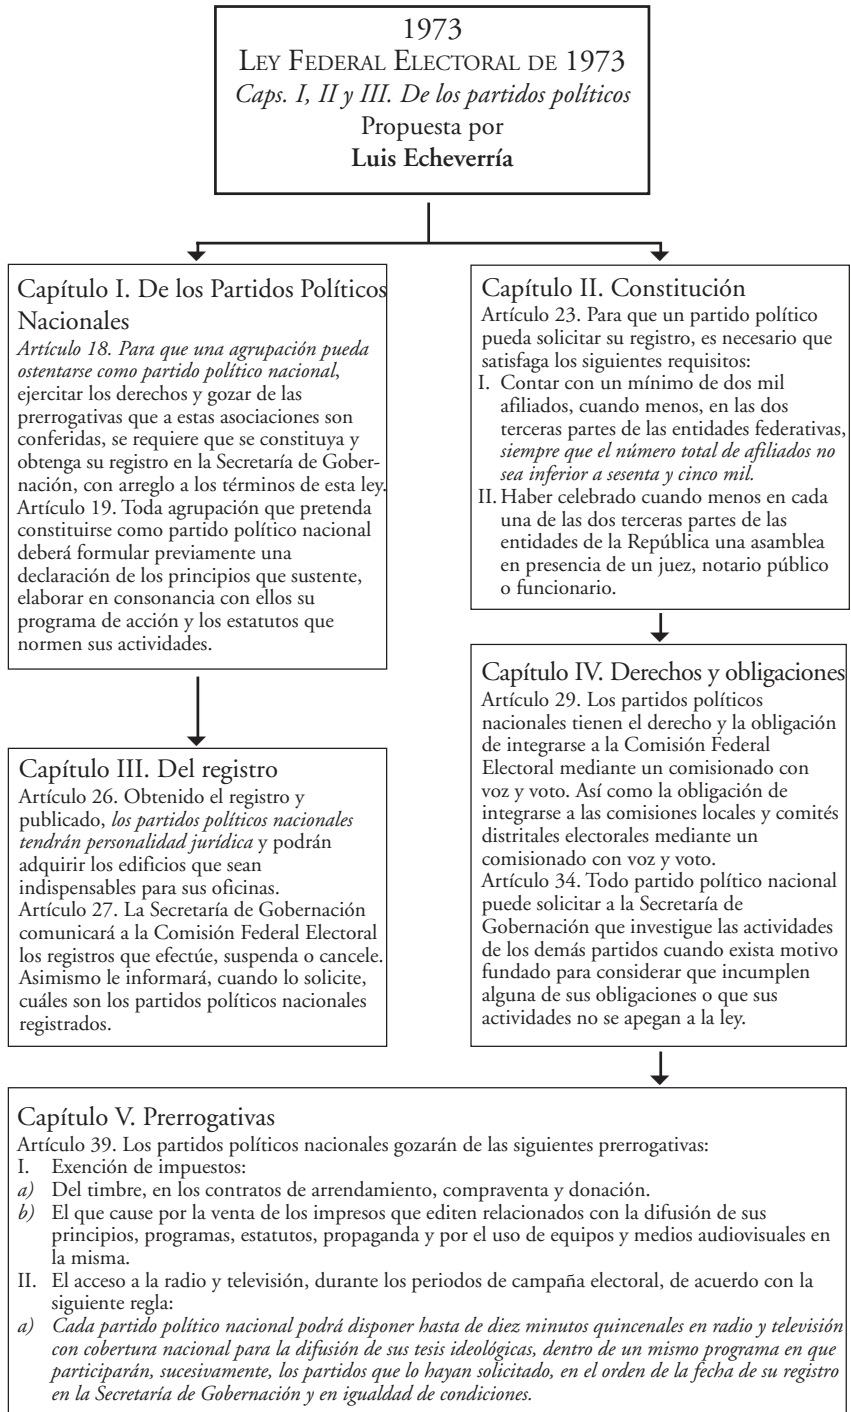 1973
Ley Federal Electoral de 1973
Caps. I, II y III. De los partidos políticos
Propuesta por
Luis Echeverría
Capítulo I. De los Partidos Políticos
Nacionales
Artículo 18. Para que una agrupación pueda
ostentarse como partido político nacional,
ejercitar los derechos y gozar de las
prerrogativas que a estas asociaciones son
conferidas, se requiere que se constituya y
obtenga su registro en la Secretaría de Gober-
nación, con arreglo a los términos de esta ley.
Artículo 19. Toda agrupación que pretenda
constituirse como partido político nacional
deberá formular previamente una
declaración de los principios que sustente,
elaborar en consonancia con ellos su
programa de acción y los estatutos que
normen sus actividades.
Capítulo II. Constitución
Artículo 23. Para que un partido político
pueda solicitar su registro, es necesario que
satisfaga los siguientes requisitos:
I. Contar con un mínimo de dos mil
afiliados, cuando menos, en las dos
terceras partes de las entidades federativas,
siempre que el número total de afiliados no
sea inferior a sesenta y cinco mil.
II. Haber celebrado cuando menos en cada
una de las dos terceras partes de las
entidades de la República una asamblea
en presencia de un juez, notario público
o funcionario.
Capítulo III. Del registro
Artículo 26. Obtenido el registro y
publicado, los partidos políticos nacionales
tendrán personalidad jurídica y podrán
adquirir los edificios que sean
indispensables para sus oficinas.
Artículo 27. La Secretaría de Gobernación
comunicará a la Comisión Federal Electoral
los registros que efectúe, suspenda o cancele.
Asimismo le informará, cuando lo solicite,
cuáles son los partidos políticos nacionales
registrados.
Capítulo IV. Derechos y obligaciones
Artículo 29. Los partidos políticos
nacionales tienen el derecho y la obligación
de integrarse a la Comisión Federal
Electoral mediante un comisionado con
voz y voto. Así como la obligación de
integrarse a las comisiones locales y comités
distritales electorales mediante un
comisionado con voz y voto.
Artículo 34. Todo partido político nacional
puede solicitar a la Secretaría de
Gobernación que investigue las actividades
de los demás partidos cuando exista motivo
fundado para considerar que incumplen
alguna de sus obligaciones o que sus
actividades no se apegan a la ley.
Capítulo V. Prerrogativas
Artículo 39. Los partidos políticos nacionales gozarán de las siguientes prerrogativas:
I. Exención de impuestos:
a) Del timbre, en los contratos de arrendamiento, compraventa y donación.
b) El que cause por la venta de los impresos que editen relacionados con la difusión de sus
principios, programas, estatutos, propaganda y por el uso de equipos y medios audiovisuales en
la misma.
II. El acceso a la radio y televisión, durante los periodos de campaña electoral, de acuerdo con la
siguiente regla:
a) Cada partido político nacional podrá disponer hasta de diez minutos quincenales en radio y televisión
con cobertura nacional para la difusión de sus tesis ideológicas, dentro de un mismo programa en que
participarán, sucesivamente, los partidos que lo hayan solicitado, en el orden de la fecha de su registro
en la Secretaría de Gobernación y en igualdad de condiciones.